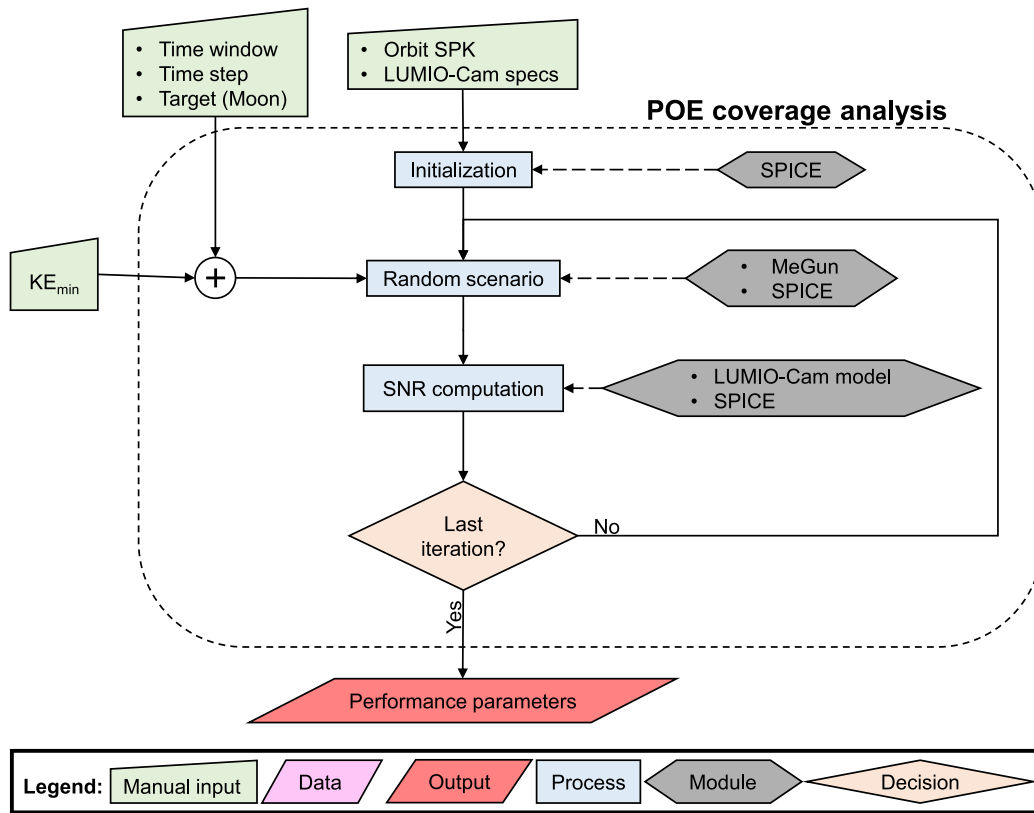 • Time window
• Time step
• Target (Moon)
• Orbit SPK
• LUMIO-Cam specs
POE coverage analysis
Initialization
SPICE
KEmin
+
Random scenario
• MeGun
• SPICE
SNR computation
• LUMIO-Cam model
• SPICE
Last
iteration?
No
Yes
Performance parameters
Legend: Manual input Data Output Process Module Decision